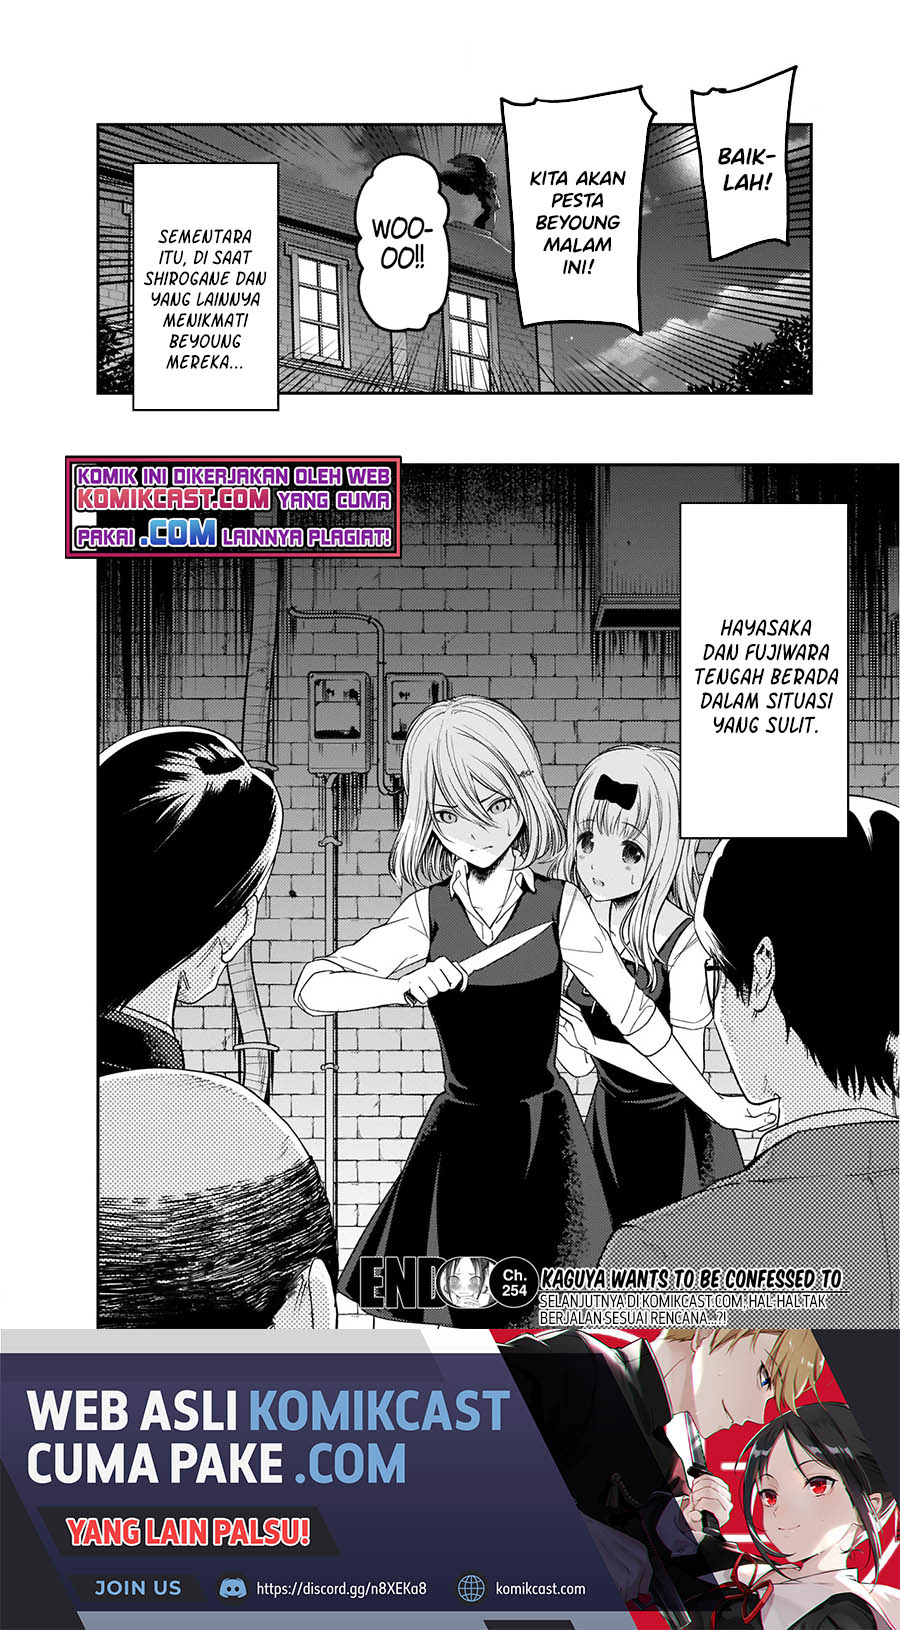 BAIK-
LAH!
KITA AKAN
PESTA
BEYOUNG
MALAM
INI!
WOO-
OO!!
SEMENTARA
ITU, DI SAAT
SHIROGANE DAN
YANG LAINNYA
MENIKMATI
BEYOUNG
MEREKA...
KOMIK INI DIKERJAKAN OLEH WEB
KOMIKCAST.COM YANG CUMA
PAKAI .COM LAINNYA PLAGIAT!
HAYASAKA
DAN FUJIWARA
TENGAH BERADA
DALAM SITUASI
YANG SULIT.
END
Ch.
254
KAGUYA WANTS TO BE CONFESSED TO
SELANJUTNYA DI KOMIKCAST.COM, HAL-HAL TAK
BERJALAN SESUAI RENCANA...?!
WEB ASLI KOMIKCAST
CUMA PAKE .COM
YANG LAIN PALSU!
JOIN US
https://discord.gg/n8XEKa8
komikcast.com